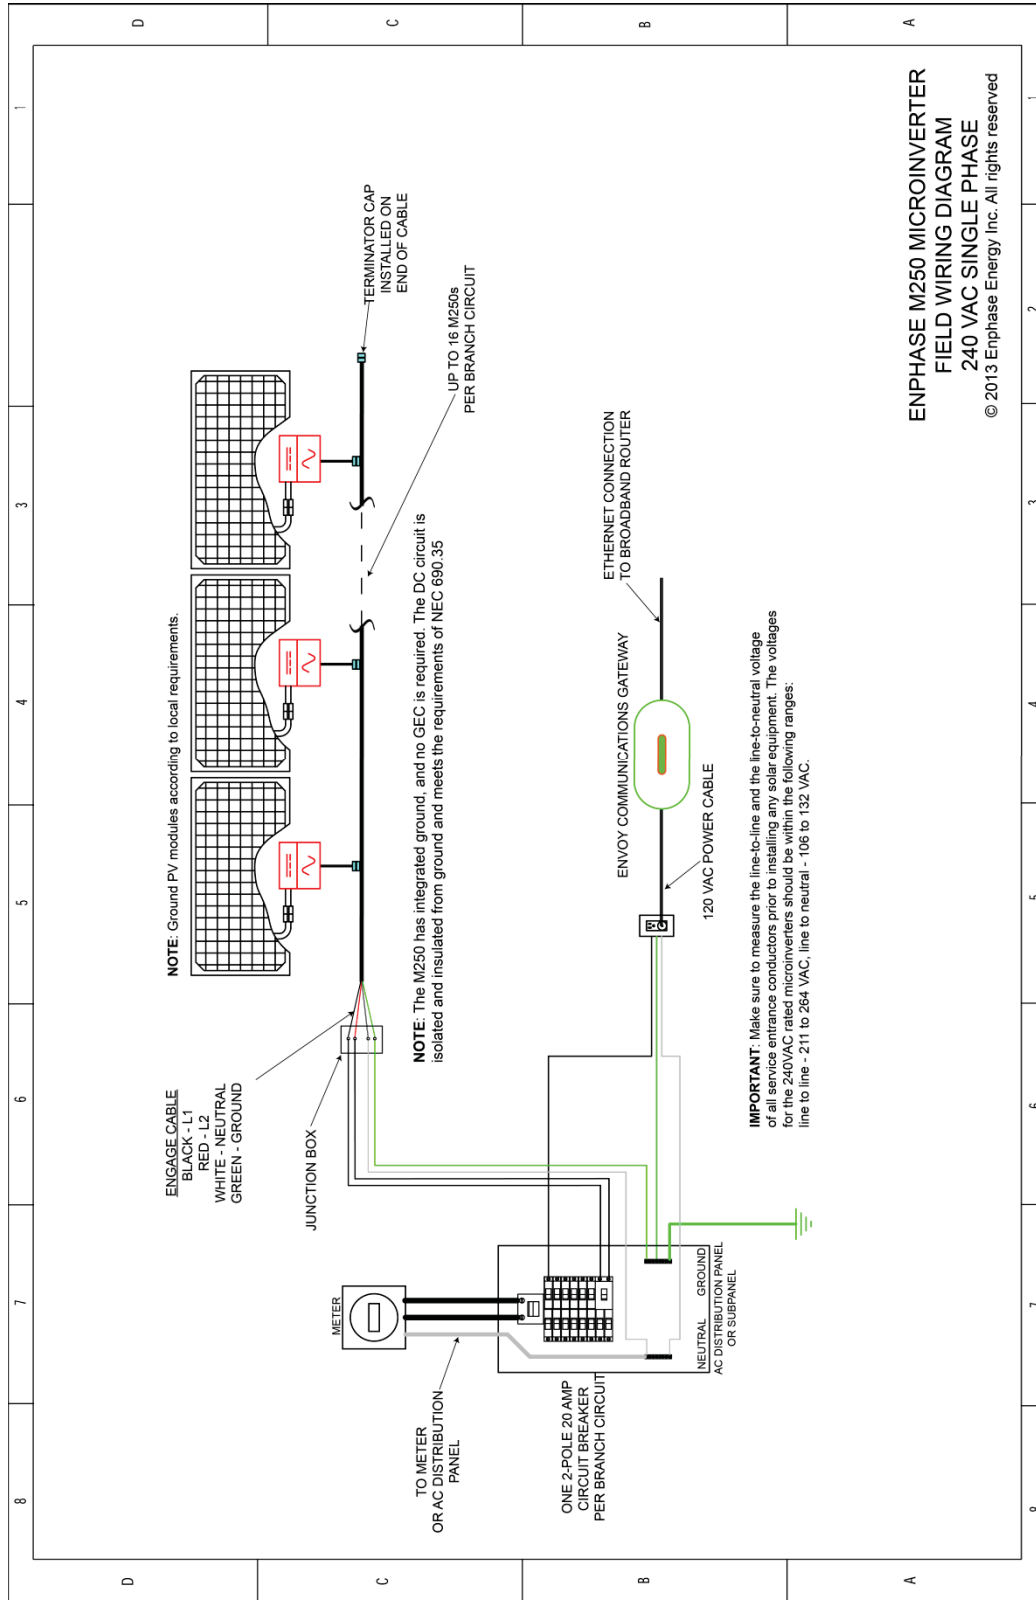 8 7 6 5 4 3 2 1
D
D
NOTE: Ground PV modules according to local requirements.
ENGAGE CABLE
BLACK - L1
RED - L2
WHITE - NEUTRAL
GREEN - GROUND
JUNCTION BOX
TERMINATOR CAP
INSTALLED ON
END OF CABLE
C
C
METER
UP TO 16 M250s
PER BRANCH CIRCUIT
NOTE: The M250 has integrated ground, and no GEC is required. The DC circuit is
isolated and insulated from ground and meets the requirements of NEC 690.35
TO METER
OR AC DISTRIBUTION
PANEL
ONE 2-POLE 20 AMP
CIRCUIT BREAKER
PER BRANCH CIRCUIT
ENVOY COMMUNICATIONS GATEWAY
ETHERNET CONNECTION
TO BROADBAND ROUTER
B
B
120 VAC POWER CABLE
NEUTRAL GROUND
AC DISTRIBUTION PANEL
OR SUBPANEL
IMPORTANT: Make sure to measure the line-to-line and the line-to-neutral voltage
of all service entrance conductors prior to installing any solar equipment. The voltages
for the 240VAC rated microinverters should be within the following ranges:
line to line - 211 to 264 VAC, line to neutral - 106 to 132 VAC.
A
A
ENPHASE M250 MICROINVERTER
FIELD WIRING DIAGRAM
240 VAC SINGLE PHASE
© 2013 Enphase Energy Inc. All rights reserved
8 7 6 5 4 3 2 1